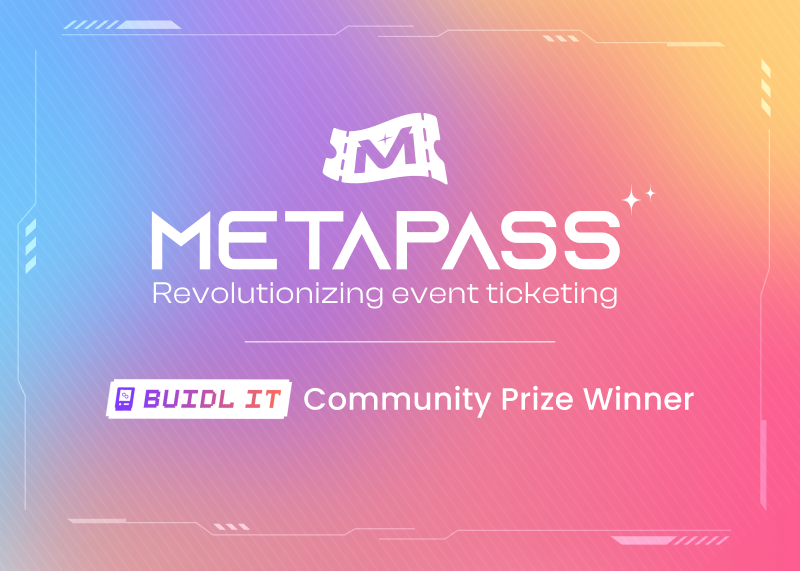 M
METAPASS
Revolutionizing event ticketing
BUIDL IT Community Prize Winner